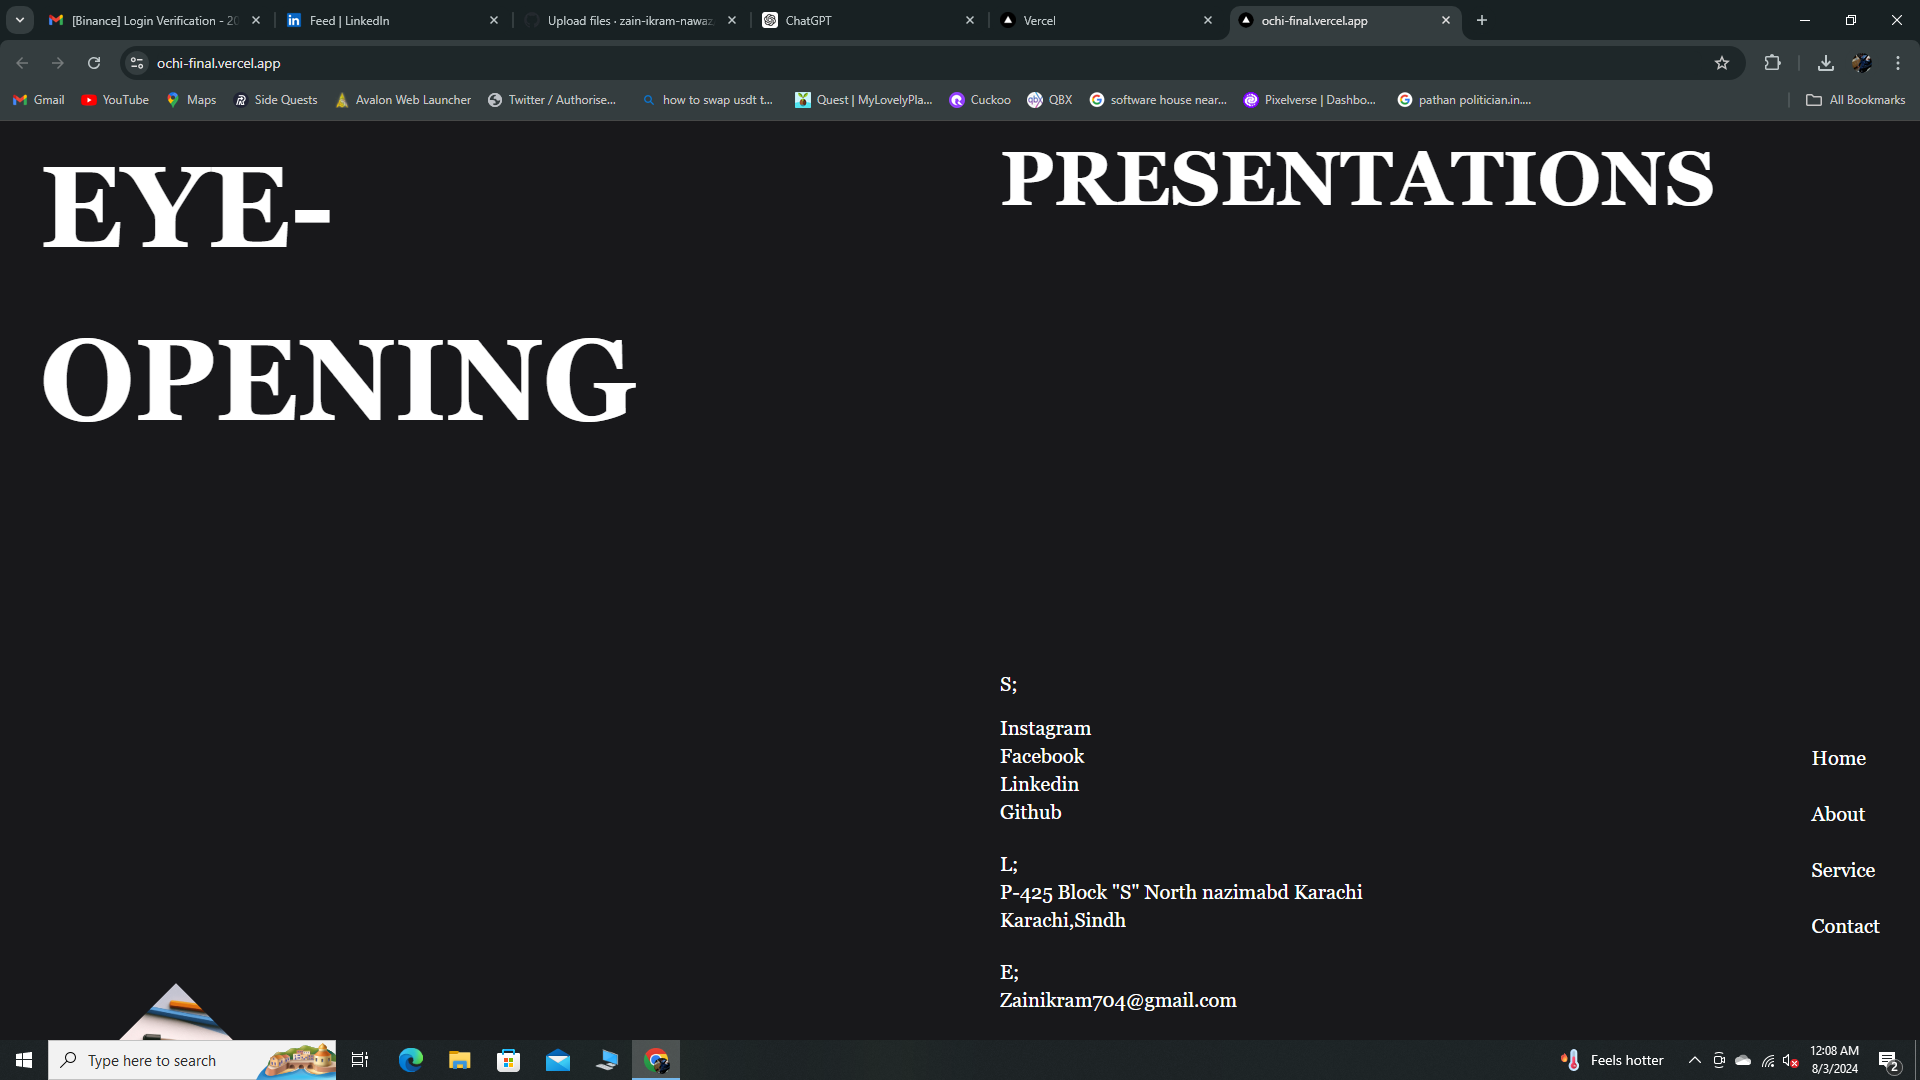 [Binance] Login Verification - 20
Feed | LinkedIn
Upload files · zain-ikram-nawaz
ChatGPT
Vercel
ochi-final.vercel.app
ochi-final.vercel.app
Gmail
YouTube
Maps
Side Quests
Avalon Web Launcher
Twitter / Authorise...
how to swap usdt t...
Quest | MyLovelyPla...
Cuckoo
QBX
software house near...
Pixelverse | Dashbo...
pathan politician.in....
All Bookmarks
EYE-
OPENING
PRESENTATIONS
S;
Instagram
Facebook
Linkedin
Github
L;
P-425 Block "S" North nazimabd Karachi
Karachi,Sindh
E;
Zainikram704@gmail.com
Home
About
Service
Contact
Type here to search
Feels hotter
12:08 AM
8/3/2024
2